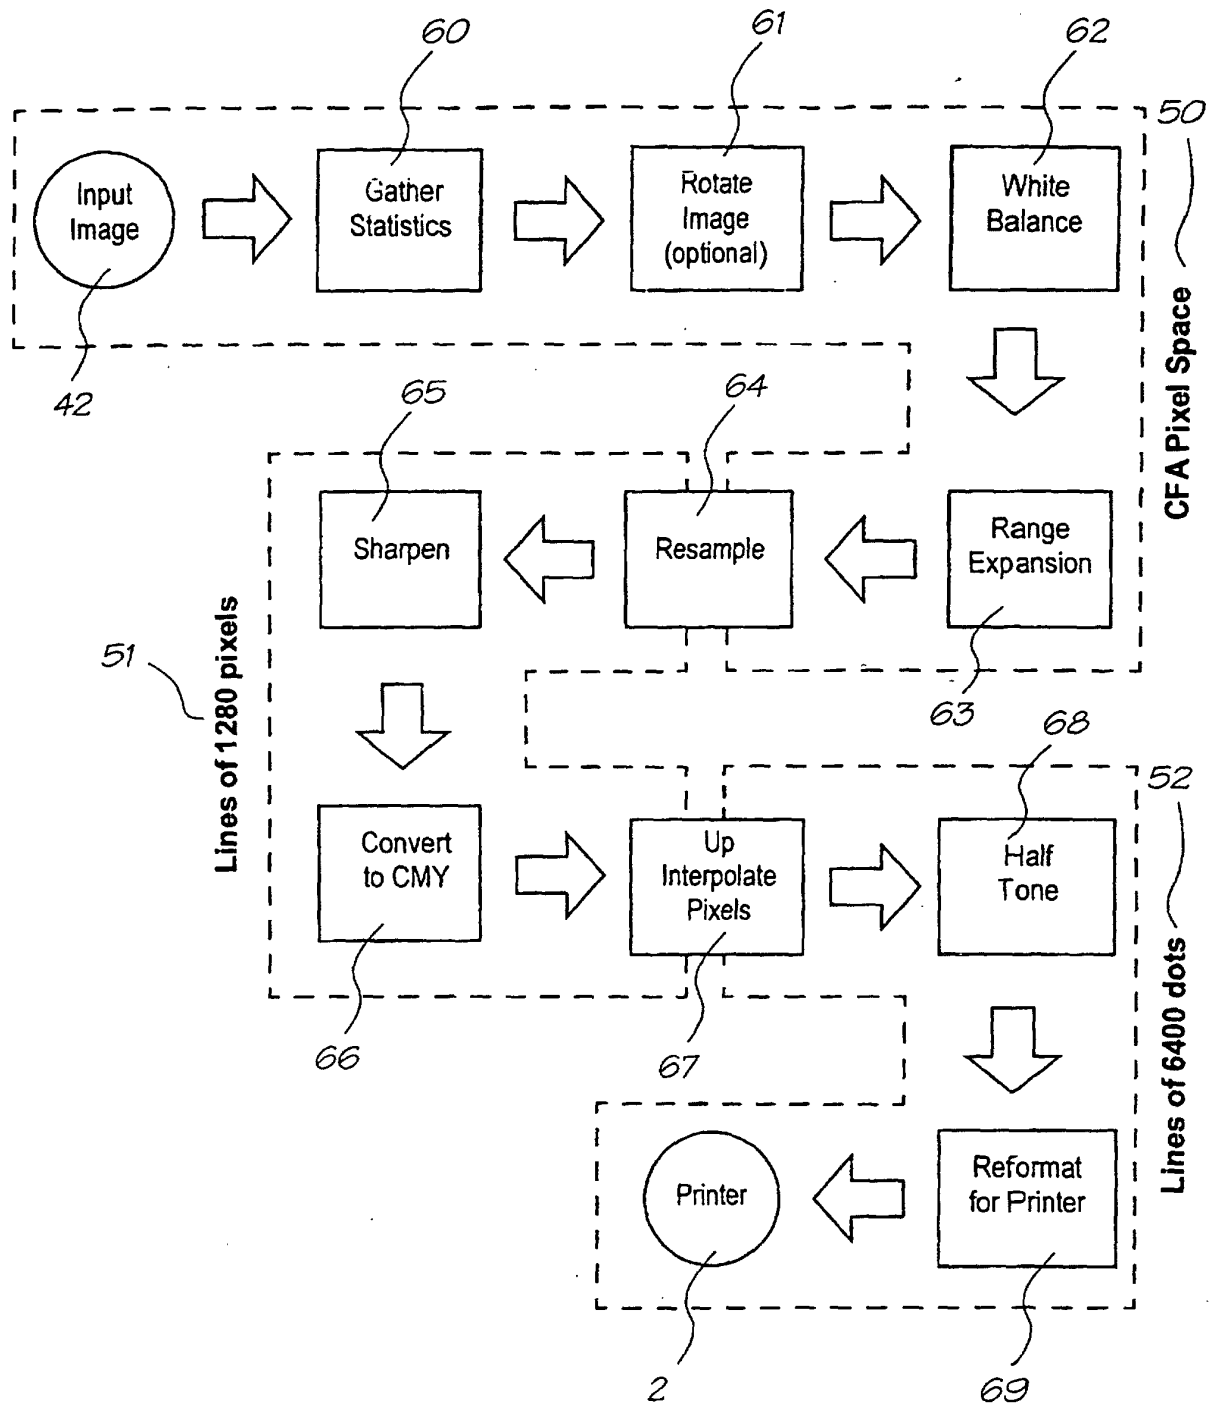 60
61
62
50
Input
Image
Gather
Statistics
Rotate
Image
(optional)
White
Balance
CFA Pixel Space
42
65
64
Sharpen
Resample
Range
Expansion
63
51
Lines of 1280 pixels
68
52
Convert
to CMY
Up
Interpolate
Pixels
Half
Tone
66
67
Lines of 6400 dots
Printer
Reformat
for Printer
2
69